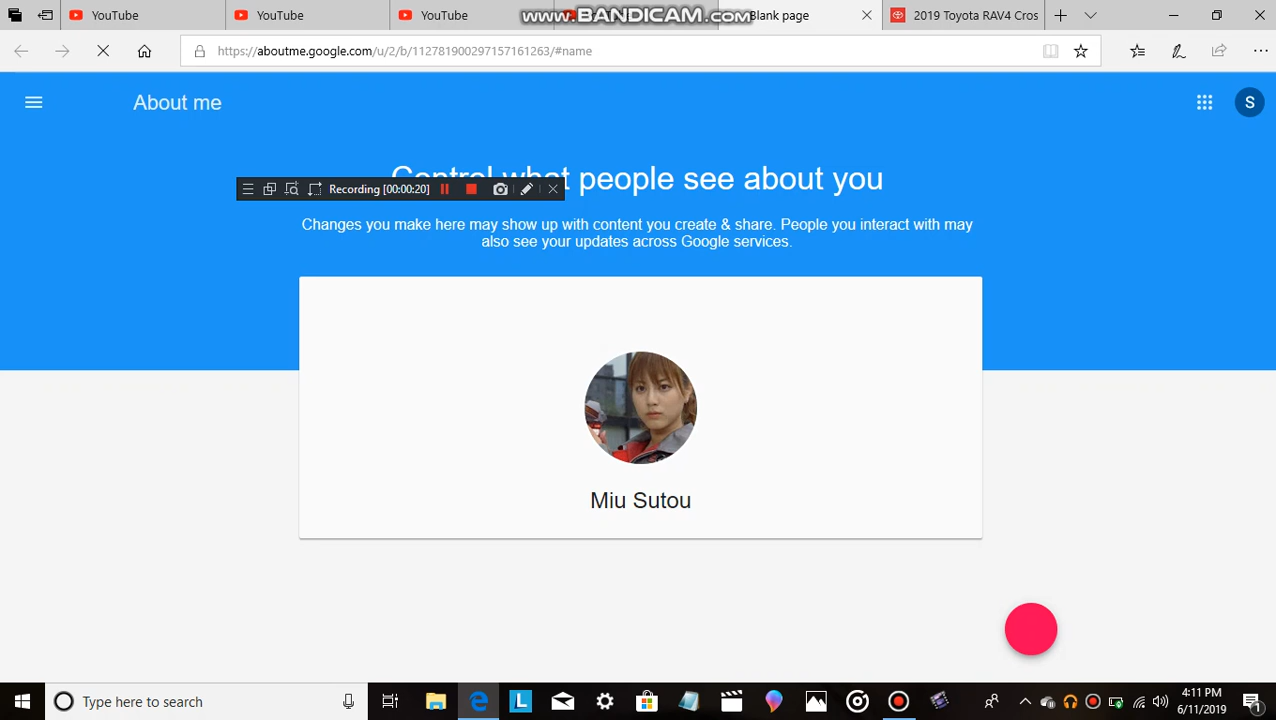 YouTube
YouTube
YouTube
www.BANDICAM.com
Blank page
2019 Toyota RAV4 Cros
https://aboutme.google.com/u/2/b/112781900297157161263/#name
About me
S
Control what people see about you
Recording [00:00:20]
Changes you make here may show up with content you create & share. People you interact with may
also see your updates across Google services.
Miu Sutou
Type here to search
L
4:11 PM
6/11/2019
1